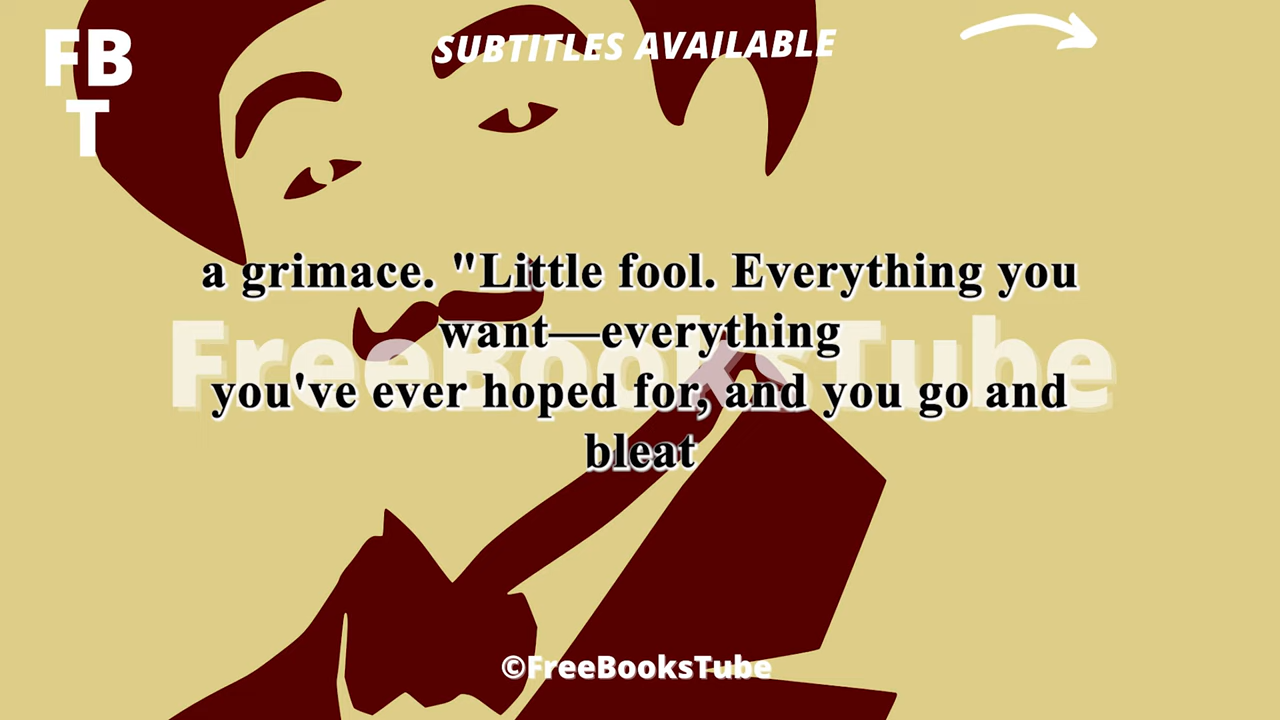 FB
T
SUBTITLES AVAILABLE
a grimace. "Little fool. Everything you
want—everything
FreeBooksTube
you've ever hoped for, and you go and
bleat
©FreeBooksTube